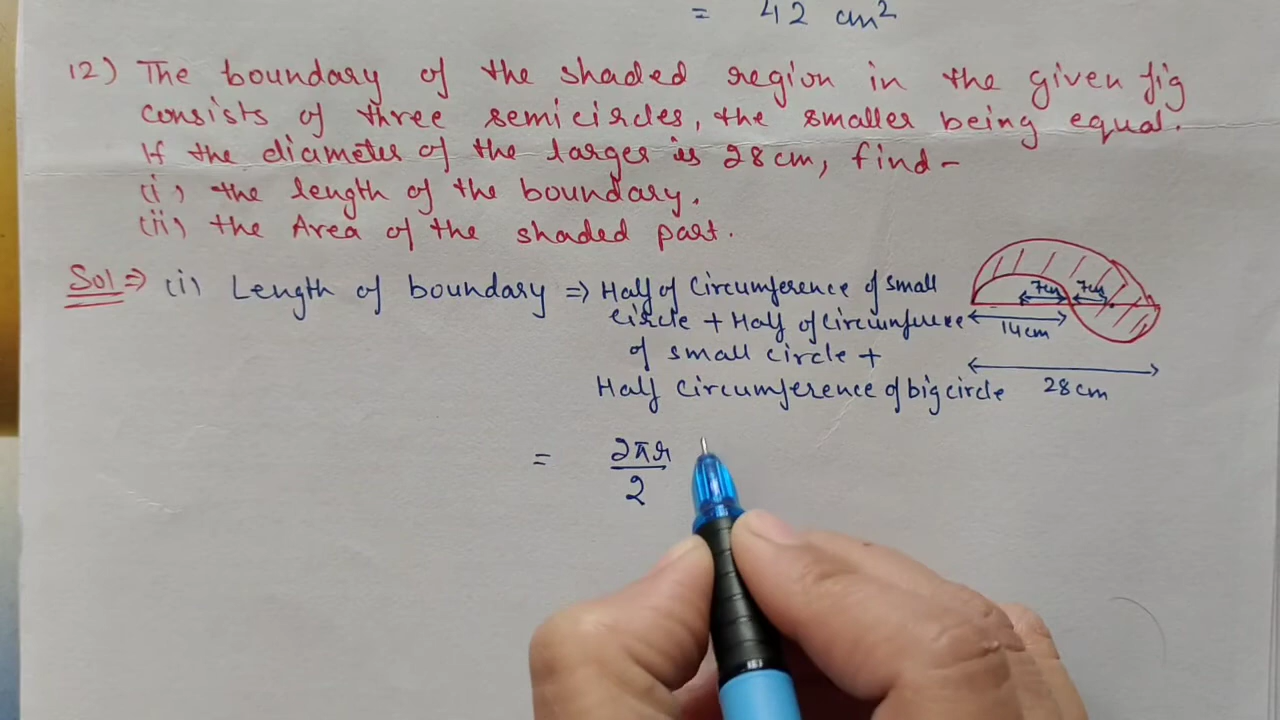 = 42 cm²
12) The boundary of the shaded region in the given fig
consists of three semicircles, the smaller being equal.
If the diameter of the larger is 28cm, find-
(i) the length of the boundary.
(ii) the Area of the shaded part.
Sol⇒ (i) Length of boundary ⇒ Half of Circumference of small
circle + Half of circumference
of small circle +
Half Circumference of big circle
7cm 7cm
14cm
28cm
= 2πr
2